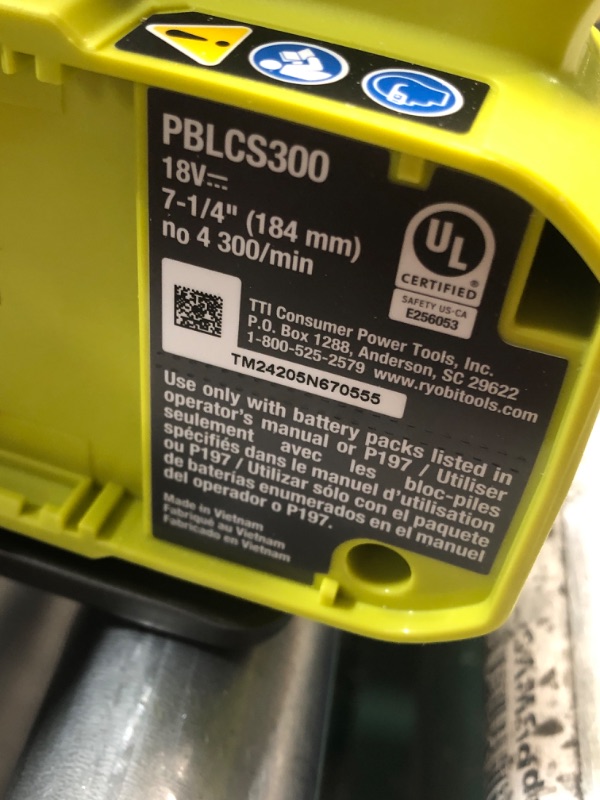 PBLCS300
18V⎓
7-1/4" (184 mm)
no 4 300/min
UL
®
CERTIFIED
SAFETY US-CA
E256053
TTI Consumer Power Tools, Inc.
P.O. Box 1288, Anderson, SC 29622
1-800-525-2579 www.ryobitools.com
TM24205N670555
Use only with battery packs listed in
operator's manual or P197 / Utiliser
seulement avec les bloc-piles
spécifiés dans le manuel d'utilisation
ou P197 / Utilizar sólo con el paquete
de baterías enumerados en el manuel
del operador o P197.
Made in Vietnam
Fabriqué au Vietnam
Fabricado en Vietnam